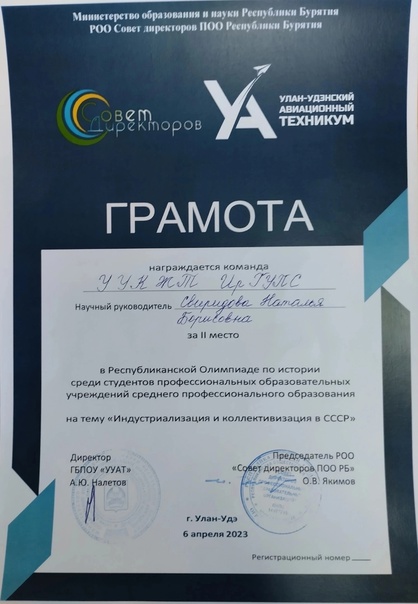 Министерство образования и науки Республики Бурятия
РОО Совет директоров ПОО Республики Бурятия
Совет
Директоров
УА
УЛАН-УДЭНСКИЙ
АВИАЦИОННЫЙ
ТЕХНИКУМ
ГРАМОТА
награждается команда
УУКЖТ ИрГУПС
Научный руководитель Свиридова Наталья
Борисовна
за II место
в Республиканской Олимпиаде по истории
среди студентов профессиональных образовательных
учреждений среднего профессионального образования
на тему «Индустриализация и коллективизация в СССР»
Директор
ГБПОУ «УУАТ»
А.Ю. Налетов
Председатель РОО
«Совет директоров ПОО РБ»
О.В. Якимов
г. Улан-Удэ
6 апреля 2023
Регистрационный номер